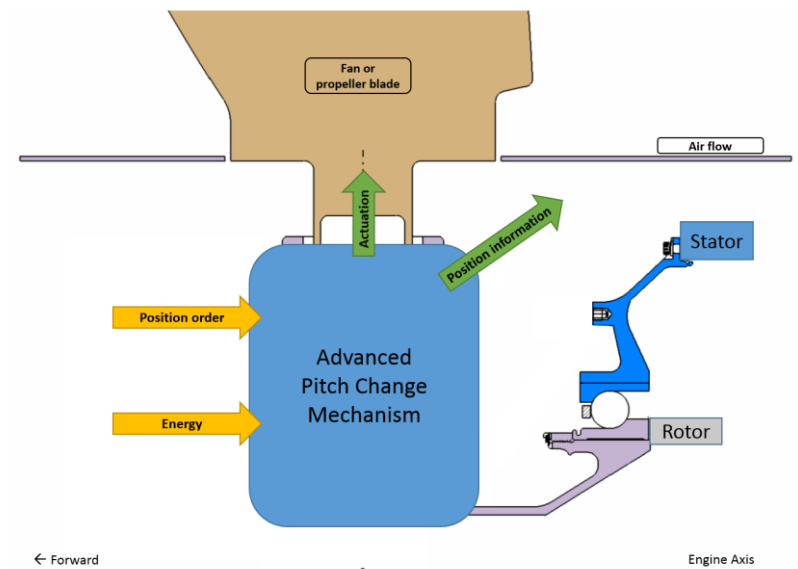 Fan or
propeller blade
Air flow
Actuation
Position information
Stator
Position order
Advanced
Pitch Change
Mechanism
Energy
Rotor
← Forward
Engine Axis